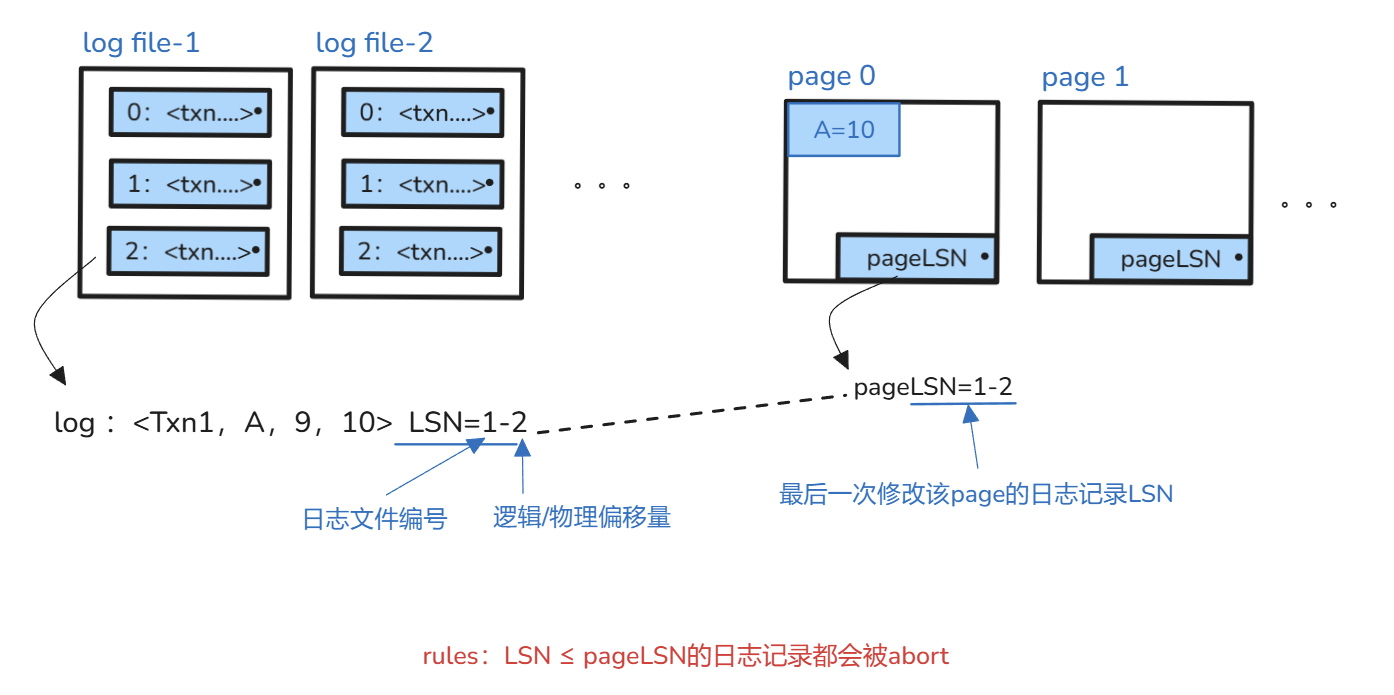 log file-1
log file-2
0：<txn....>
1：<txn....>
2：<txn....>
0：<txn....>
1：<txn....>
2：<txn....>
page 0
page 1
A=10
pageLSN
pageLSN
log：<Txn1，A，9，10> LSN=1-2
pageLSN=1-2
日志文件编号
逻辑/物理偏移量
最后一次修改该page的日志记录LSN
rules：LSN ≤ pageLSN的日志记录都会被abort